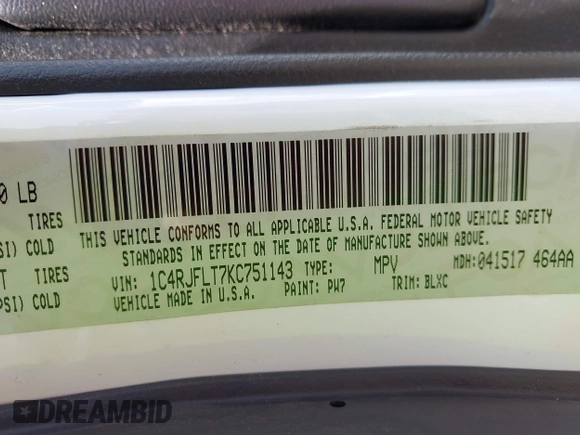 0 LB
TIRES
SI) COLD
T TIRES
PSI) COLD
THIS VEHICLE CONFORMS TO ALL APPLICABLE U.S.A. FEDERAL MOTOR VEHICLE SAFETY
STANDARDS IN EFFECT ON THE DATE OF MANUFACTURE SHOWN ABOVE.
VIN: 1C4RJFLT7KC751143 TYPE: MPV MDH:041517 464AA
VEHICLE MADE IN U.S.A. PAINT: PW7 TRIM: BLXC
DREAMBID